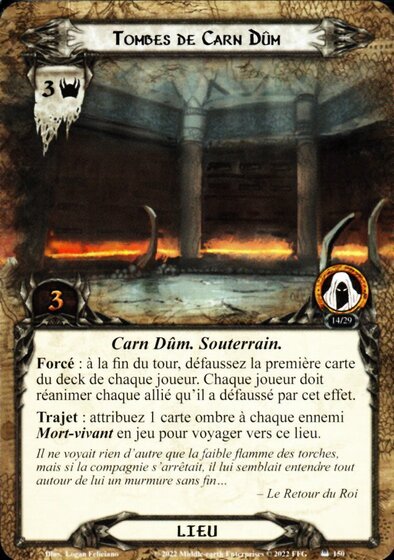 Tombes de Carn Dûm
3
3
14/29
Carn Dûm. Souterrain.
Forcé : à la fin du tour, défaussez la première carte
du deck de chaque joueur. Chaque joueur doit
réanimer chaque allié qu'il a défaussé par cet effet.
Trajet : attribuez 1 carte ombre à chaque ennemi
Mort-vivant en jeu pour voyager vers ce lieu.
Il ne voyait rien d'autre que la faible flamme des torches,
mais si la compagnie s'arrêtait, il lui semblait entendre tout
autour de lui un murmure sans fin…
– Le Retour du Roi
LIEU
Illus. Logan Feliciano
© 2022 Middle-earth Enterprises © 2022 FFG
150